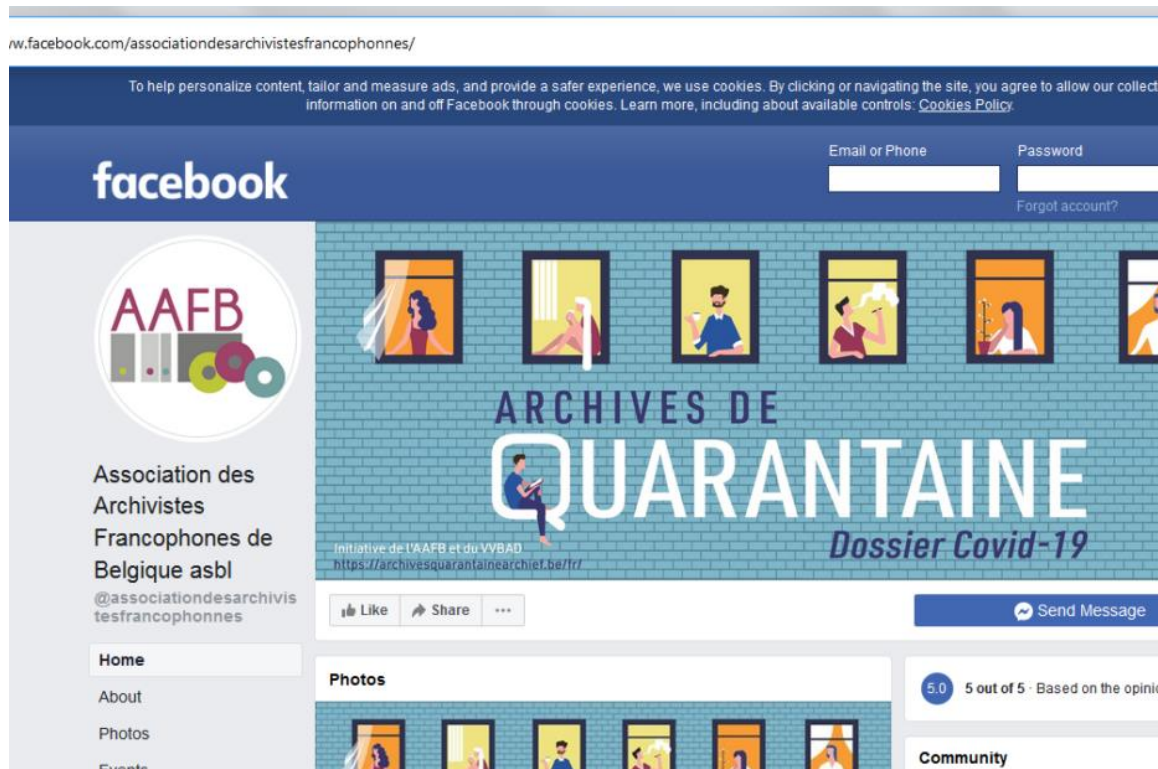 w.facebook.com/associationdesarchivistesfrancophonnes/
To help personalize content, tailor and measure ads, and provide a safer experience, we use cookies. By clicking or navigating the site, you agree to allow our collect
information on and off Facebook through cookies. Learn more, including about available controls: Cookies Policy.
Email or Phone
Password
facebook
Forgot account?
AAFB
ARCHIVES DE
QUARANTAINE
Dossier Covid-19
Initiative de l'AAFB et du VVBAD
https://archivesquarantainearchief.be/fr/
Association des
Archivistes
Francophones de
Belgique asbl
@associationdesarchivis
tesfrancophonnes
Like
Share
Send Message
Home
About
Photos
Photos
5.0
5 out of 5 · Based on the opini
Community
Events